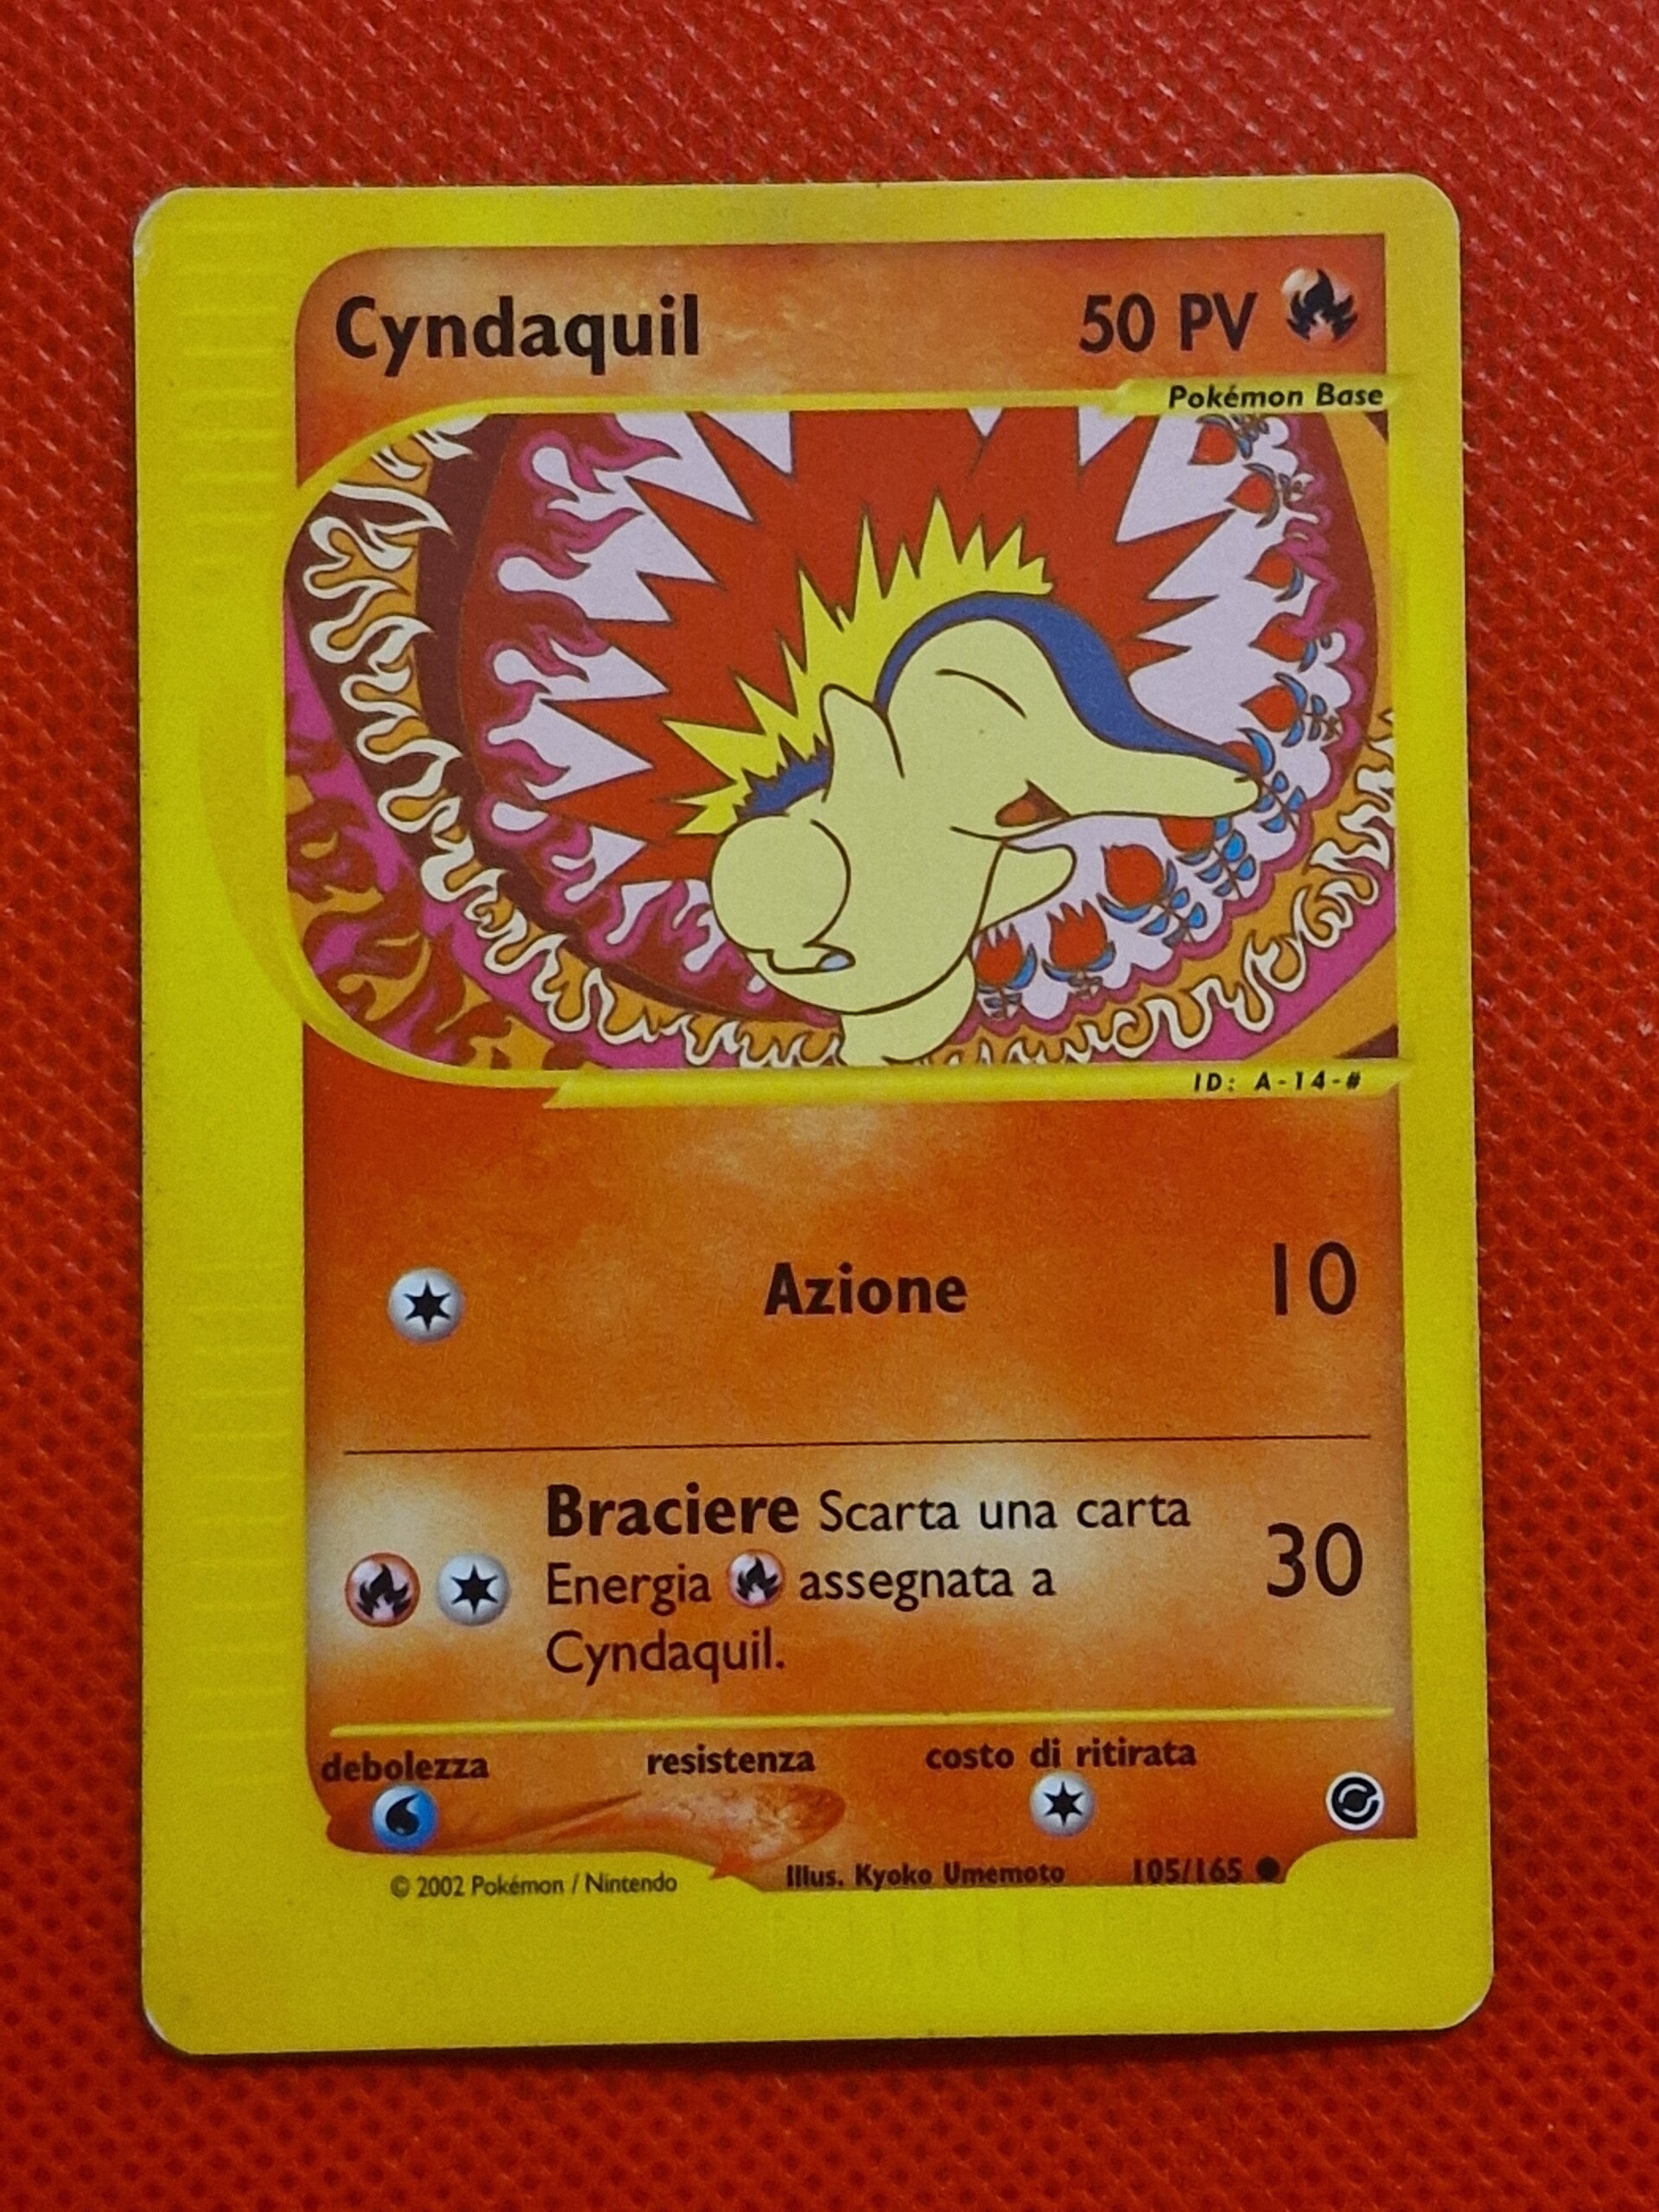 Cyndaquil 50 PV
Pokémon Base
ID: A-14-#
Azione 10
Braciere Scarta una carta
Energia assegnata a
Cyndaquil.
30
debolezza resistenza costo di ritirata
© 2002 Pokémon / Nintendo Illus. Kyoko Umemoto 105/165